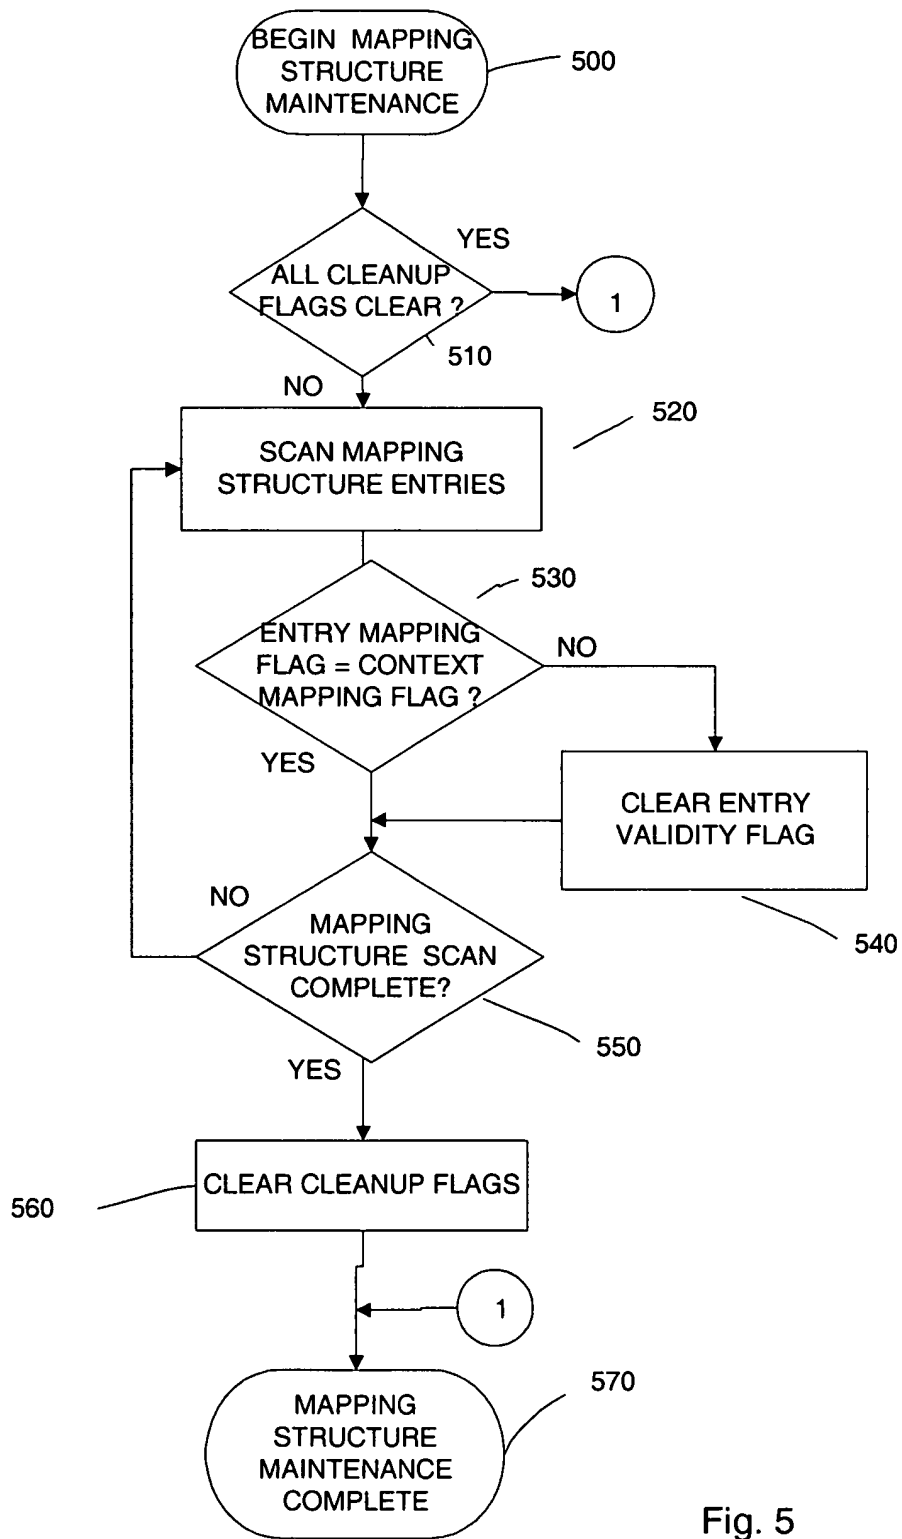 BEGIN MAPPING
STRUCTURE
MAINTENANCE
500
YES
ALL CLEANUP
FLAGS CLEAR ?
1
510
NO
520
SCAN MAPPING
STRUCTURE ENTRIES
530
ENTRY MAPPING
FLAG = CONTEXT
MAPPING FLAG ?
NO
YES
CLEAR ENTRY
VALIDITY FLAG
540
NO
MAPPING
STRUCTURE SCAN
COMPLETE?
550
YES
CLEAR CLEANUP FLAGS
560
1
570
MAPPING
STRUCTURE
MAINTENANCE
COMPLETE
Fig. 5